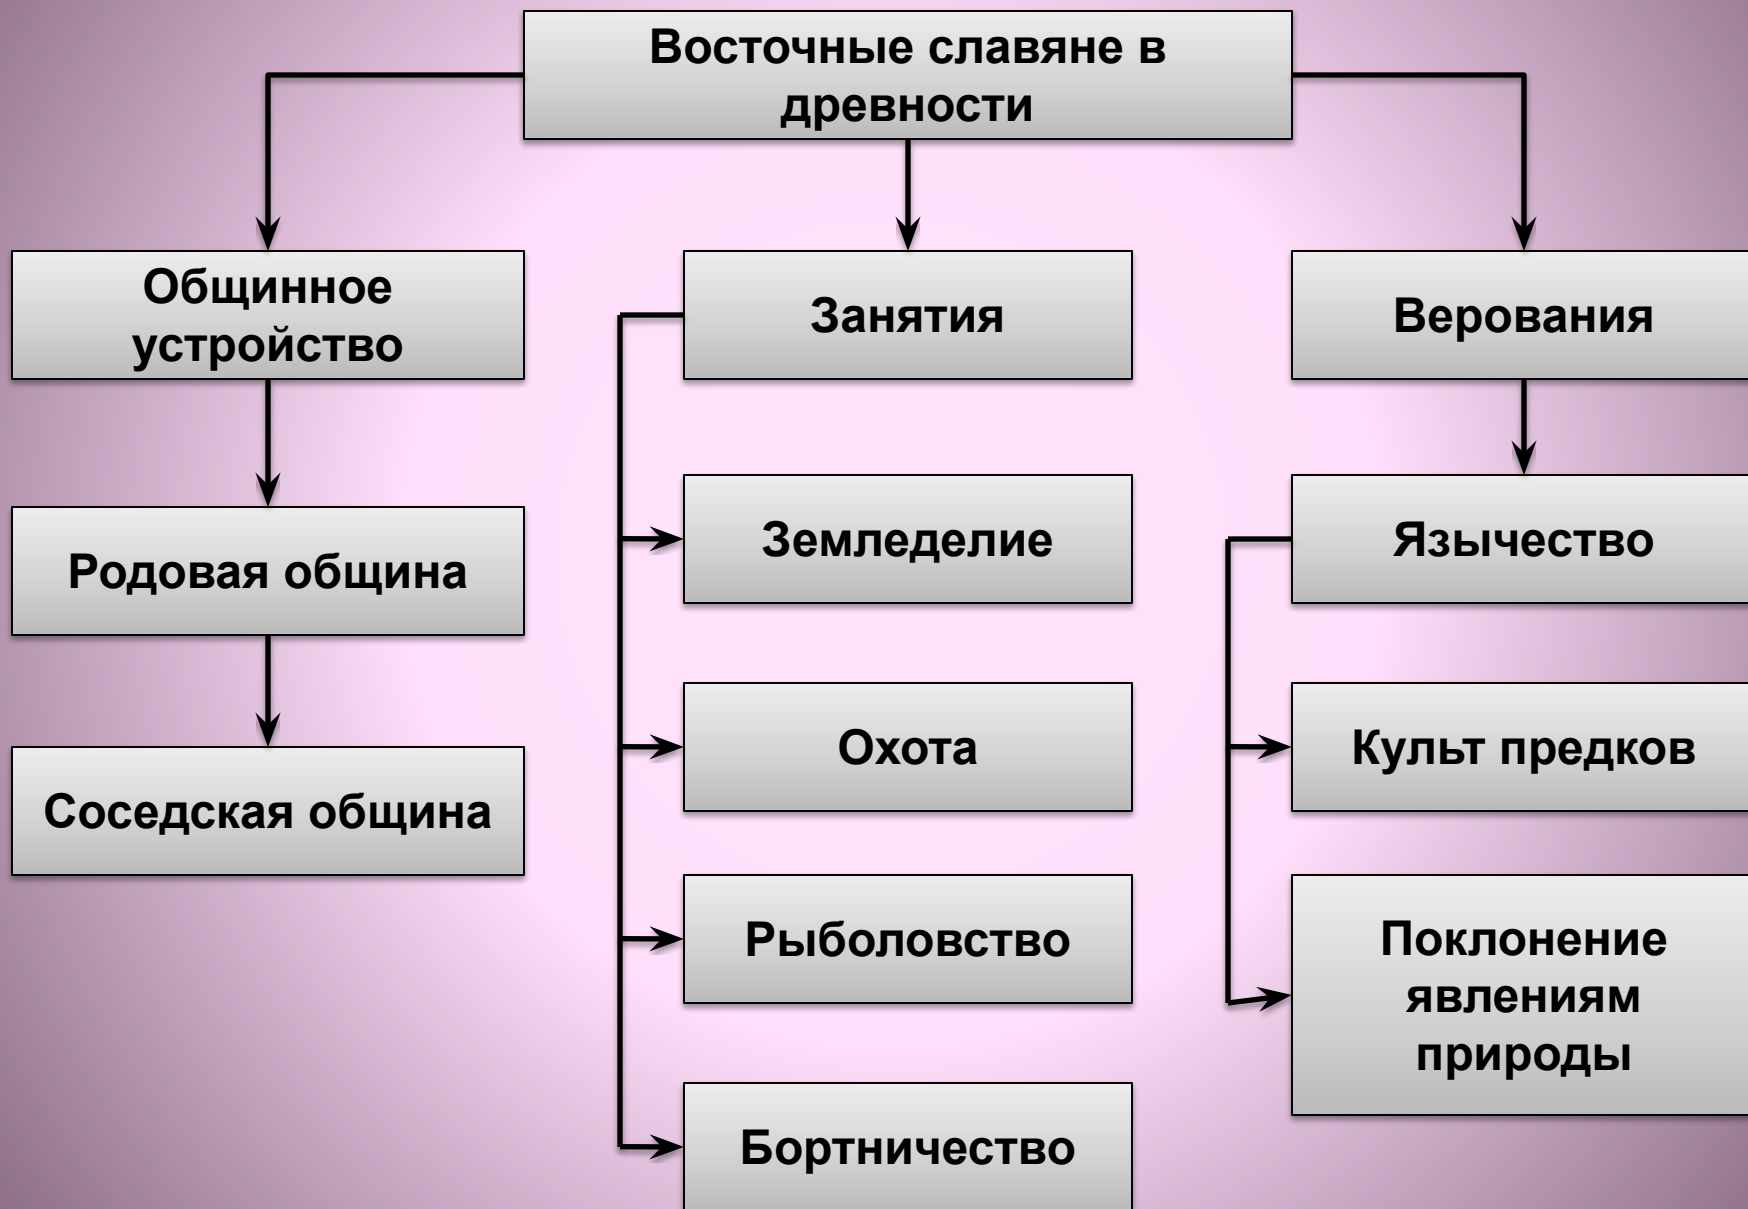 Восточные славяне в
древности
Общинное
устройство
Занятия
Верования
Родовая община
Соседская община
Земледелие
Охота
Рыболовство
Бортничество
Язычество
Культ предков
Поклонение
явлениям
природы